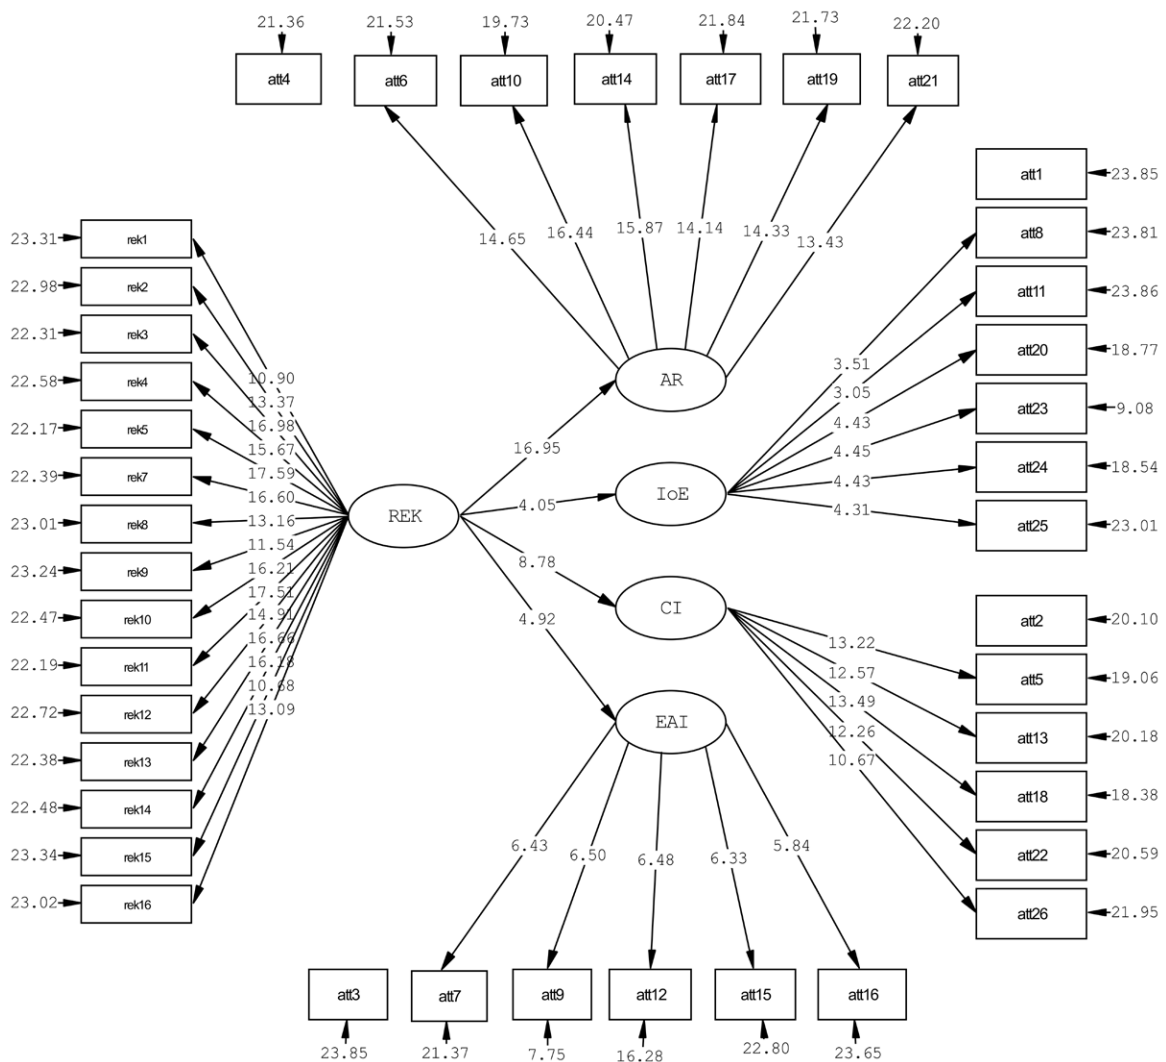 21.36 21.53 19.73 20.47 21.84 21.73 22.20
att4 att6 att10 att14 att17 att19 att21
14.65 16.44 15.87 14.14 14.33 13.43
AR
att1 23.85
att8 23.81
att11 23.86
att20 18.77
att23 9.08
att24 18.54
att25 23.01
3.51
3.05
4.43
4.45
4.43
4.31
IoE
23.31 rek1
22.98 rek2
22.31 rek3
22.58 rek4
22.17 rek5
22.39 rek7
23.01 rek8
23.24 rek9
22.47 rek10
22.19 rek11
22.72 rek12
22.38 rek13
22.48 rek14
23.34 rek15
23.02 rek16
10.90
13.37
16.98
15.67
17.59
16.60
13.16
11.54
16.21
17.51
14.91
16.66
16.18
10.68
13.09
REK
16.95
4.05
8.78
4.92
CI
13.22
12.57
13.49
12.26
10.67
att2 20.10
att5 19.06
att13 20.18
att18 18.38
att22 20.59
att26 21.95
EAI
6.43 6.50 6.48 6.33 5.84
att3 att7 att9 att12 att15 att16
23.85 21.37 7.75 16.28 22.80 23.65